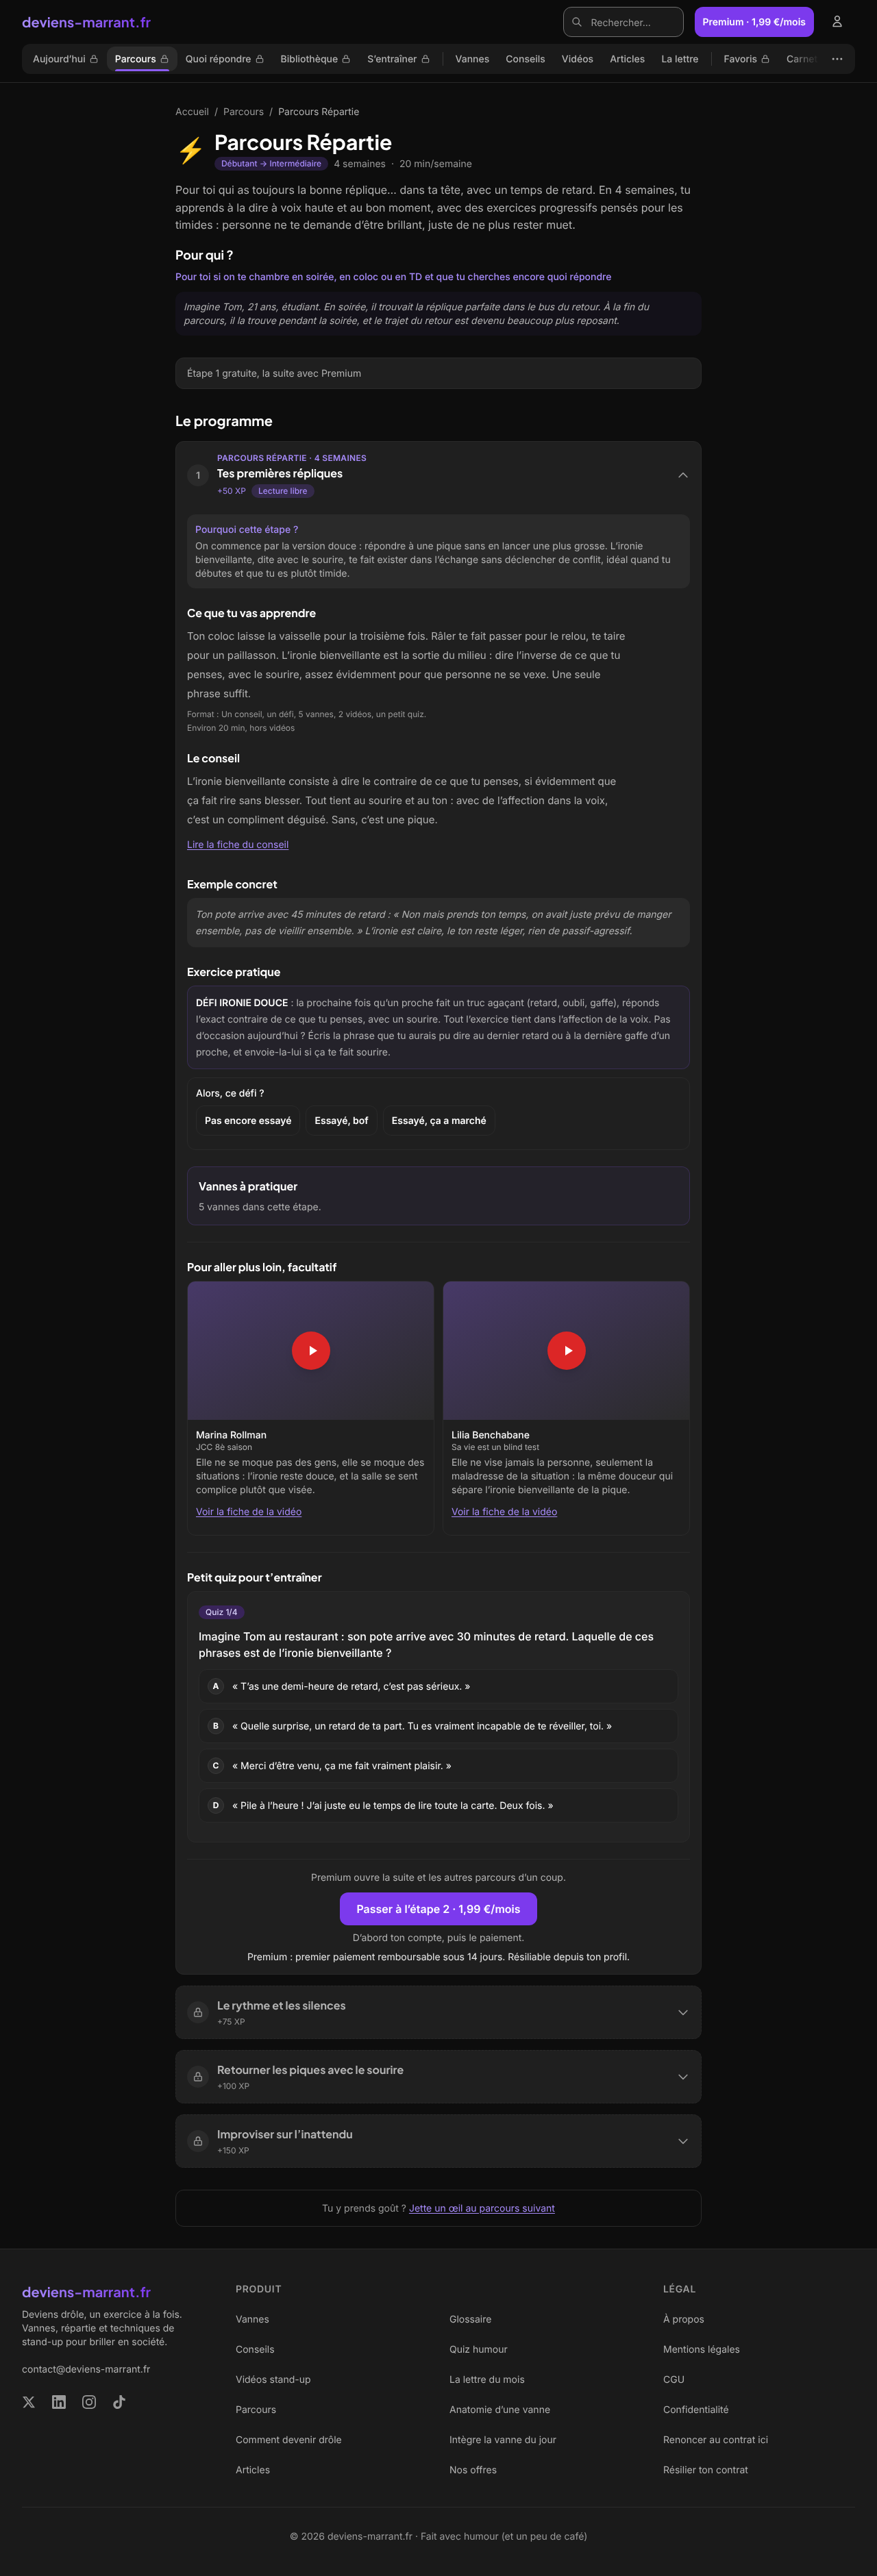 deviens-marrant.fr
Rechercher...
Premium · 1,99 €/mois
Aujourd’hui
Parcours
Quoi répondre
Bibliothèque
S’entraîner
Vannes
Conseils
Vidéos
Articles
La lettre
Favoris
Carnet
Accueil / Parcours / Parcours Répartie
⚡ Parcours Répartie
Débutant → Intermédiaire 4 semaines · 20 min/semaine
Pour toi qui as toujours la bonne réplique… dans ta tête, avec un temps de retard. En 4 semaines, tu
apprends à la dire à voix haute et au bon moment, avec des exercices progressifs pensés pour les
timides : personne ne te demande d’être brillant, juste de ne plus rester muet.
Pour qui ?
Pour toi si on te chambre en soirée, en coloc ou en TD et que tu cherches encore quoi répondre
Imagine Tom, 21 ans, étudiant. En soirée, il trouvait la réplique parfaite dans le bus du retour. À la fin du
parcours, il la trouve pendant la soirée, et le trajet du retour est devenu beaucoup plus reposant.
Étape 1 gratuite, la suite avec Premium
Le programme
PARCOURS RÉPARTIE · 4 SEMAINES
1
Tes premières répliques
+50 XP Lecture libre
Pourquoi cette étape ?
On commence par la version douce : répondre à une pique sans en lancer une plus grosse. L’ironie
bienveillante, dite avec le sourire, te fait exister dans l’échange sans déclencher de conflit, idéal quand tu
débutes et que tu es plutôt timide.
Ce que tu vas apprendre
Ton coloc laisse la vaisselle pour la troisième fois. Râler te fait passer pour le relou, te taire
pour un paillasson. L’ironie bienveillante est la sortie du milieu : dire l’inverse de ce que tu
penses, avec le sourire, assez évidemment pour que personne ne se vexe. Une seule
phrase suffit.
Format : Un conseil, un défi, 5 vannes, 2 vidéos, un petit quiz.
Environ 20 min, hors vidéos
Le conseil
L’ironie bienveillante consiste à dire le contraire de ce que tu penses, si évidemment que
ça fait rire sans blesser. Tout tient au sourire et au ton : avec de l’affection dans la voix,
c’est un compliment déguisé. Sans, c’est une pique.
Lire la fiche du conseil
Exemple concret
Ton pote arrive avec 45 minutes de retard : « Non mais prends ton temps, on avait juste prévu de manger
ensemble, pas de vieillir ensemble. » L’ironie est claire, le ton reste léger, rien de passif-agressif.
Exercice pratique
DÉFI IRONIE DOUCE : la prochaine fois qu’un proche fait un truc agaçant (retard, oubli, gaffe), réponds
l’exact contraire de ce que tu penses, avec un sourire. Tout l’exercice tient dans l’affection de la voix. Pas
d’occasion aujourd’hui ? Écris la phrase que tu aurais pu dire au dernier retard ou à la dernière gaffe d’un
proche, et envoie-la-lui si ça te fait sourire.
Alors, ce défi ?
Pas encore essayé
Essayé, bof
Essayé, ça a marché
Vannes à pratiquer
5 vannes dans cette étape.
Pour aller plus loin, facultatif
Marina Rollman
JCC 8è saison
Elle ne se moque pas des gens, elle se moque des
situations : l’ironie reste douce, et la salle se sent
complice plutôt que visée.
Voir la fiche de la vidéo
Lilia Benchabane
Sa vie est un blind test
Elle ne vise jamais la personne, seulement la
maladresse de la situation : la même douceur qui
sépare l’ironie bienveillante de la pique.
Voir la fiche de la vidéo
Petit quiz pour t’entraîner
Quiz 1/4
Imagine Tom au restaurant : son pote arrive avec 30 minutes de retard. Laquelle de ces
phrases est de l’ironie bienveillante ?
A « T’as une demi-heure de retard, c’est pas sérieux. »
B « Quelle surprise, un retard de ta part. Tu es vraiment incapable de te réveiller, toi. »
C « Merci d’être venu, ça me fait vraiment plaisir. »
D « Pile à l’heure ! J’ai juste eu le temps de lire toute la carte. Deux fois. »
Premium ouvre la suite et les autres parcours d’un coup.
Passer à l’étape 2 · 1,99 €/mois
D’abord ton compte, puis le paiement.
Premium : premier paiement remboursable sous 14 jours. Résiliable depuis ton profil.
Le rythme et les silences
+75 XP
Retourner les piques avec le sourire
+100 XP
Improviser sur l’inattendu
+150 XP
Tu y prends goût ? Jette un œil au parcours suivant
deviens-marrant.fr
Deviens drôle, un exercice à la fois.
Vannes, répartie et techniques de
stand-up pour briller en société.
contact@deviens-marrant.fr
PRODUIT
Vannes
Conseils
Vidéos stand-up
Parcours
Comment devenir drôle
Articles
Glossaire
Quiz humour
La lettre du mois
Anatomie d’une vanne
Intègre la vanne du jour
Nos offres
LÉGAL
À propos
Mentions légales
CGU
Confidentialité
Renoncer au contrat ici
Résilier ton contrat
© 2026 deviens-marrant.fr · Fait avec humour (et un peu de café)